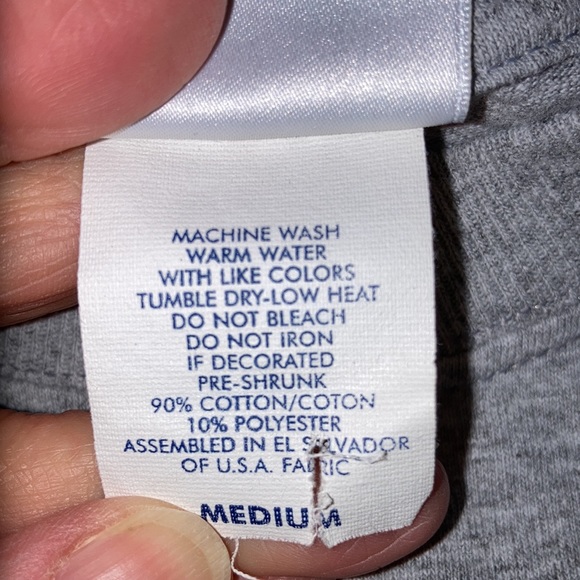 MACHINE WASH
WARM WATER
WITH LIKE COLORS
TUMBLE DRY-LOW HEAT
DO NOT BLEACH
DO NOT IRON
IF DECORATED
PRE-SHRUNK
90% COTTON/COTON
10% POLYESTER
ASSEMBLED IN EL SALVADOR
OF U.S.A. FABRIC
MEDIUM